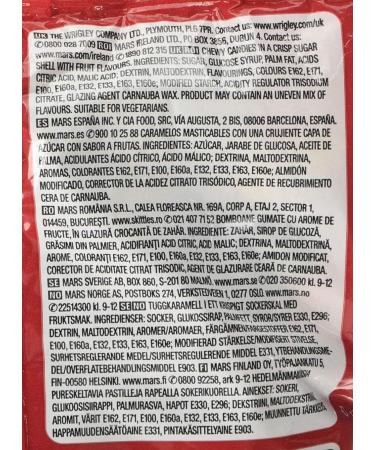 UK THE WRIGLEY COMPANY LTD., PLYMOUTH, PL6 7PR. Contact us: www.wrigley.com/uk
✆0800 028 7009 ROI MARS IRELAND LTD., PO BOX 3856, DUBLIN 4. Contact us:
www.mars.com/ireland ✆1890 812 315 UK ROI CHEWY CANDIES IN A CRISP SUGAR
SHELL WITH FRUIT FLAVOURS. INGREDIENTS: SUGAR, GLUCOSE SYRUP, PALM FAT, ACIDS
CITRIC ACID, MALIC ACID; DEXTRIN, MALTODEXTRIN, FLAVOURINGS, COLOURS E162, E171,
E100, E160a, E132, E133, E163, E160e; MODIFIED STARCH, ACIDITY REGULATOR TRISODIUM
CITRATE, GLAZING AGENT CARNAUBA WAX. PRODUCT MAY CONTAIN AN UNEVEN MIX OF
FLAVOURS. SUITABLE FOR VEGETARIANS.
ES MARS ESPAÑA INC. Y CIA FOOD, SRC, VÍA AUGUSTA, 2 BIS, 08006 BARCELONA, ESPAÑA.
www.mars.es ✆900 10 25 88 CARAMELOS MASTICABLES CON UNA CRUJIENTE CAPA DE
AZÚCAR CON SABOR A FRUTAS. INGREDIENTES: AZÚCAR, JARABE DE GLUCOSA, ACEITE DE
PALMA, ACIDULANTES ÁCIDO CÍTRICO, ÁCIDO MÁLICO; DEXTRINA, MALTODEXTRINA,
AROMAS, COLORANTES E162, E171, E100, E160a, E132, E133, E163, E160e; ALMIDÓN
MODIFICADO, CORRECTOR DE LA ACIDEZ CITRATO TRISÓDICO, AGENTE DE RECUBRIMIENTO
CERA DE CARNAUBA.
RO MARS ROMÂNIA S.R.L., CALEA FLOREASCA NR. 169A, CORP A, ETAJ 2, SECTOR 1,
014459, BUCUREȘTI. www.skittles.ro ✆021 407 7152 BOMBOANE GUMATE CU AROME DE
FRUCTE, ÎN GLAZURĂ CROCANTĂ DE ZAHĂR. INGREDIENTE: ZAHĂR, SIROP DE GLUCOZĂ,
GRĂSIM DIN PALMIER, ACIDIFIANȚI ACID CITRIC, ACID MALIC; DEXTRINĂ, MALTODEXTRINĂ,
AROME, COLORANȚI E162, E171, E100, E160a, E132, E133, E163, E160e; AMIDON MODIFICAT,
CORECTOR DE ACIDITATE CITRAT TRISODIC, AGENT DE GLAZURARE CEARĂ DE CARNAUBA.
SE MARS SVERIGE AB, BOX 860, S-201 80 MALMÖ. www.mars.se ✆020 350600 kl. 9-12
NO MARS NORGE AS, POSTBOKS 274, VERKSTEDVEIEN 1, 0277 OSLO. www.mars.no
✆22514300 kl. 9-12 SE NO TUGGKARAMELL I ETT KRISPIGT SOCKERSKAL MED
FRUKTSMAK. INGREDIENSER: SOCKER, GLUKOSSIRAP, PALMFETT, SYROR/SYRER E330, E296;
DEXTRIN, MALTODEXTRIN, AROMER/AROMAER, FÄRGÄMNEN/FARGESTOFFER E162, E171,
E100, E160a, E132, E133, E163, E160e; MODIFIERAD STÄRKELSE/MODIFISERT STIVELSE,
SURHETSREGLERANDE MEDEL/SURHETSREGULERENDE MIDDEL E331, YTBEHANDLINGSME-
DEL/OVERFLATEBEHANDLINGSMIDDEL E903. FI MARS FINLAND OY, TYÖPAJANKATU 5,
FIN-00580 HELSINKI. www.mars.fi ✆0800 92258, ark 9-12 HEDELMÄNMAKUISIA
PURESKELTAVIA PASTILLEJA RAPEALLA SOKERIKUORELLA. AINESOSAT: SOKERI,
GLUKOOSISIIRAPPI, PALMURASVA, HAPOT E330, E296; DEKSTRIINI, MALTODEKSTRIINI,
AROMIT, VÄRIT E162, E171, E100, E160a, E132, E133, E163, E160e; MUUNNETTU TÄRKKELYS,
HAPPAMUUDENSÄÄTÖAINE E331, PINTAKÄSITTELYAINE E903.